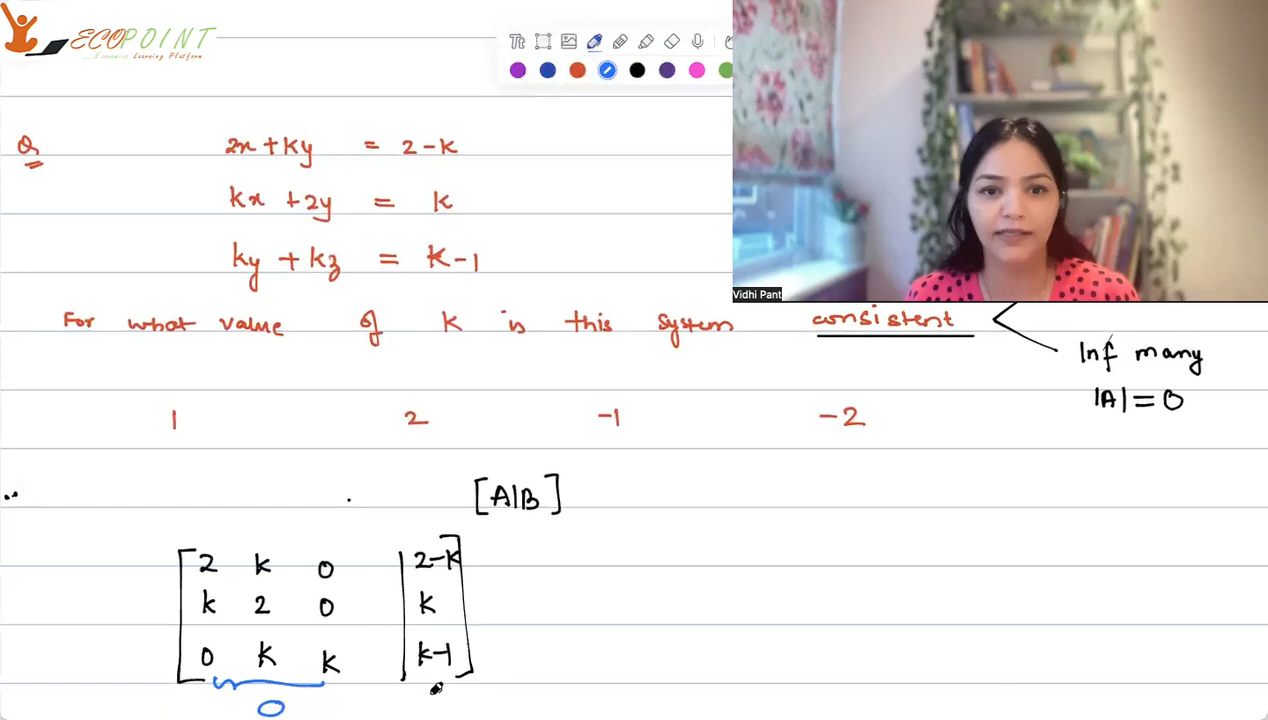 ECOPOINT
....Economics Learning Platform
Q
2x + ky = 2 - k
kx + 2y = k
ky + kz = k - 1
Vidhi Pant
For what value of k is this system consistent
Inf many
|A| = 0
1 2 -1 -2
[A|B]
2 k 0 | 2-k
k 2 0 | k
0 k k | k-1
0